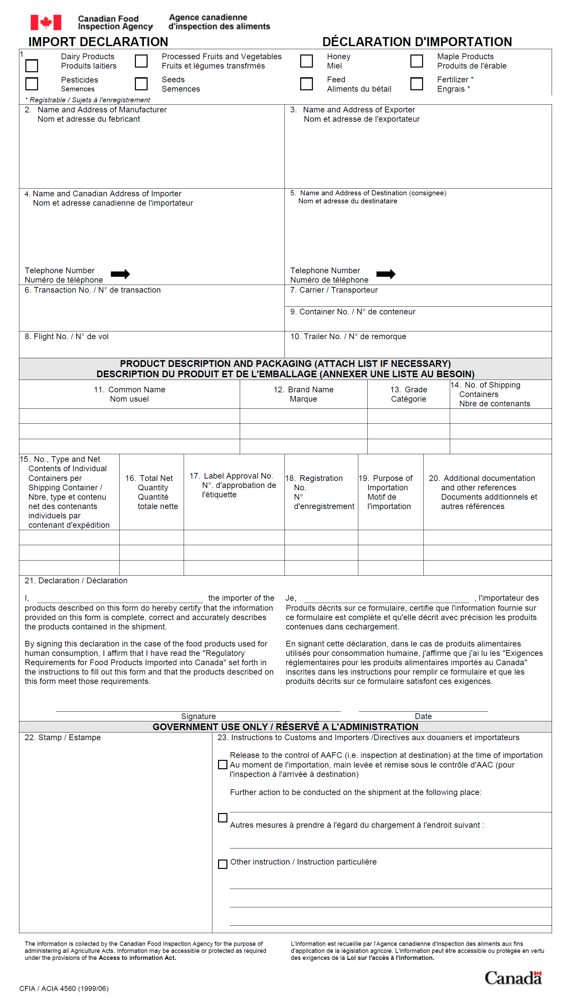 Canadian Food
Inspection Agency
Agence canadienne
d'inspection des aliments
IMPORT DECLARATION
DÉCLARATION D'IMPORTATION
1
Dairy Products
Produits laitiers
Processed Fruits and Vegetables
Fruits et légumes transfrmés
Honey
Miel
Maple Products
Produits de l'érable
Pesticides
Semences
Seeds
Semences
Feed
Aliments du bétail
Fertilizer *
Engrais *
* Registrable / Sujets à l'enregistrement
2. Name and Address of Manufacturer
Nom et adresse du febricant
3. Name and Address of Exporter
Nom et adresse de l'exportateur
4. Name and Canadian Address of Importer
Nom et adresse canadienne de l'importateur
Telephone Number
Numéro de téléphone
5. Name and Address of Destination (consignee)
Nom et adresse du destinataire
Telephone Number
Numéro de téléphone
6. Transaction No. / N° de transaction
7. Carrier / Transporteur
9. Container No. / N° de conteneur
8. Flight No. / N° de vol
10. Trailer No. / N° de remorque
PRODUCT DESCRIPTION AND PACKAGING (ATTACH LIST IF NECESSARY)
DESCRIPTION DU PRODUIT ET DE L'EMBALLAGE (ANNEXER UNE LISTE AU BESOIN)
11. Common Name
Nom usuel
12. Brand Name
Marque
13. Grade
Catégorie
14. No. of Shipping
Containers
Nbre de contenants
15. No., Type and Net
Contents of Individual
Containers per
Shipping Container /
Nbre, type et contenu
net des contenants
individuels par
contenant d'expédition
16. Total Net
Quantity
Quantité
totale nette
17. Label Approval No.
N°. d'approbation de
l'étiquette
18. Registration
No.
N°
d'enregistrement
19. Purpose of
Importation
Motif de
l'importation
20. Additional documentation
and other references
Documents additionnels et
autres références
21. Declaration / Déclaration
I, the importer of the
products described on this form do hereby certify that the information
provided on this form is complete, correct and accurately describes
the products contained in the shipment.
By signing this declaration in the case of the food products used for
human consumption, I affirm that I have read the "Regulatory
Requirements for Food Products Imported into Canada" set forth in
the instructions to fill out this form and that the products described on
this form meet those requirements.
Je, , l'importateur des
Produits décrits sur ce formulaire, certifie que l'information fournie sur
ce formulaire est complète et qu'elle décrit avec précision les produits
contenues dans cechargement.
En signant cette déclaration, dans le cas de produits alimentaires
utilisés pour consommation humaine, j'affirme que j'ai lu les "Exigences
réglementaires pour les produits alimentaires importés au Canada"
inscrites dans les instructions pour remplir ce formulaire et que les
produits décrits sur ce formulaire satisfont ces exigences.
Signature
Date
GOVERNMENT USE ONLY / RÉSERVÉ A L'ADMINISTRATION
22. Stamp / Estampe
23. Instructions to Customs and Importers /Directives aux douaniers et importateurs
Release to the control of AAFC (i.e. inspection at destination) at the time of importation
Au moment de l'importation, main levée et remise sous le contrôle d'AAC (pour
l'inspection à l'arrivée à destination)
Further action to be conducted on the shipment at the following place:
Autres mesures à prendre à l'égard du chargement à l'endroit suivant :
Other instruction / Instruction particulière
The information is collected by the Canadian Food Inspection Agency for the purpose of
administering all Agriculture Acts. Information may be accessible or protected as required
under the provisions of the Access to information Act.
L'information est recueillie par l'Agence canadienne d'inspection des aliments aux fins
d'application de la législation agricole. L'information peut être accessible ou protégée en vertu
des exigences de la Loi sur l'accès à l'information.
Canada
CFIA / ACIA 4560 (1999/06)